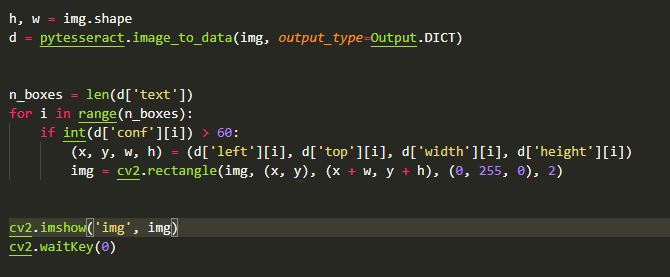 h, w = img.shape
d = pytesseract.image_to_data(img, output_type=Output.DICT)
n_boxes = len(d['text'])
for i in range(n_boxes):
    if int(d['conf'][i]) > 60:
        (x, y, w, h) = (d['left'][i], d['top'][i], d['width'][i], d['height'][i])
        img = cv2.rectangle(img, (x, y), (x + w, y + h), (0, 255, 0), 2)
cv2.imshow('img', img)
cv2.waitKey(0)